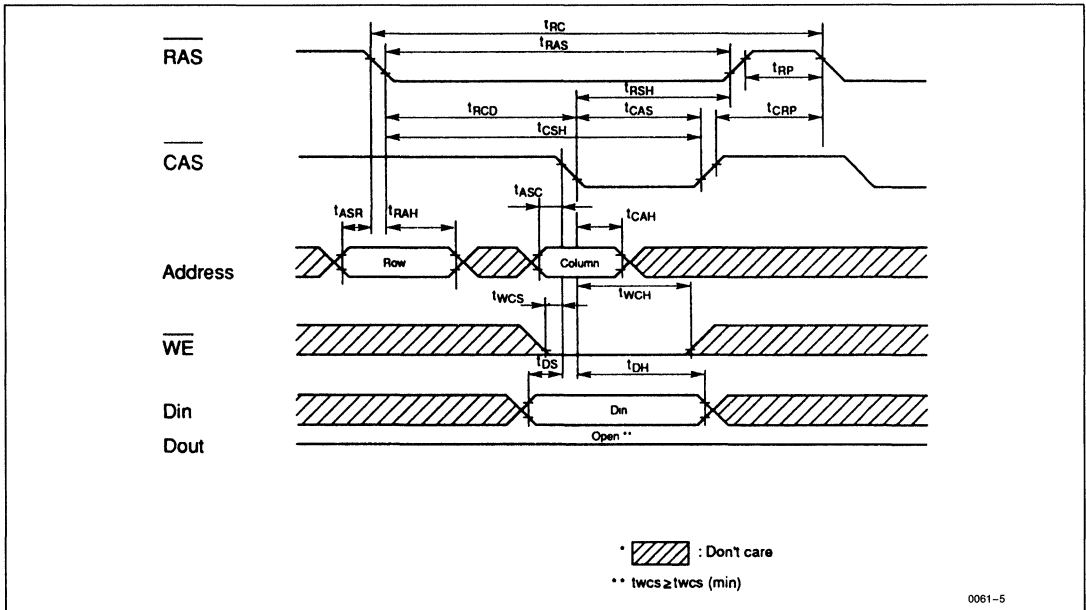 tRC
RAS
tRAS
tRP
tRSH
tRCD
tCAS
tCRP
tCSH
CAS
tASC
tASR
tRAH
tCAH
Address
Row
Column
tWCS
tWCH
WE
tDS
tDH
Din
Din
Open **
Dout
* : Don't care
** twcs≥twcs (min)
0061-5